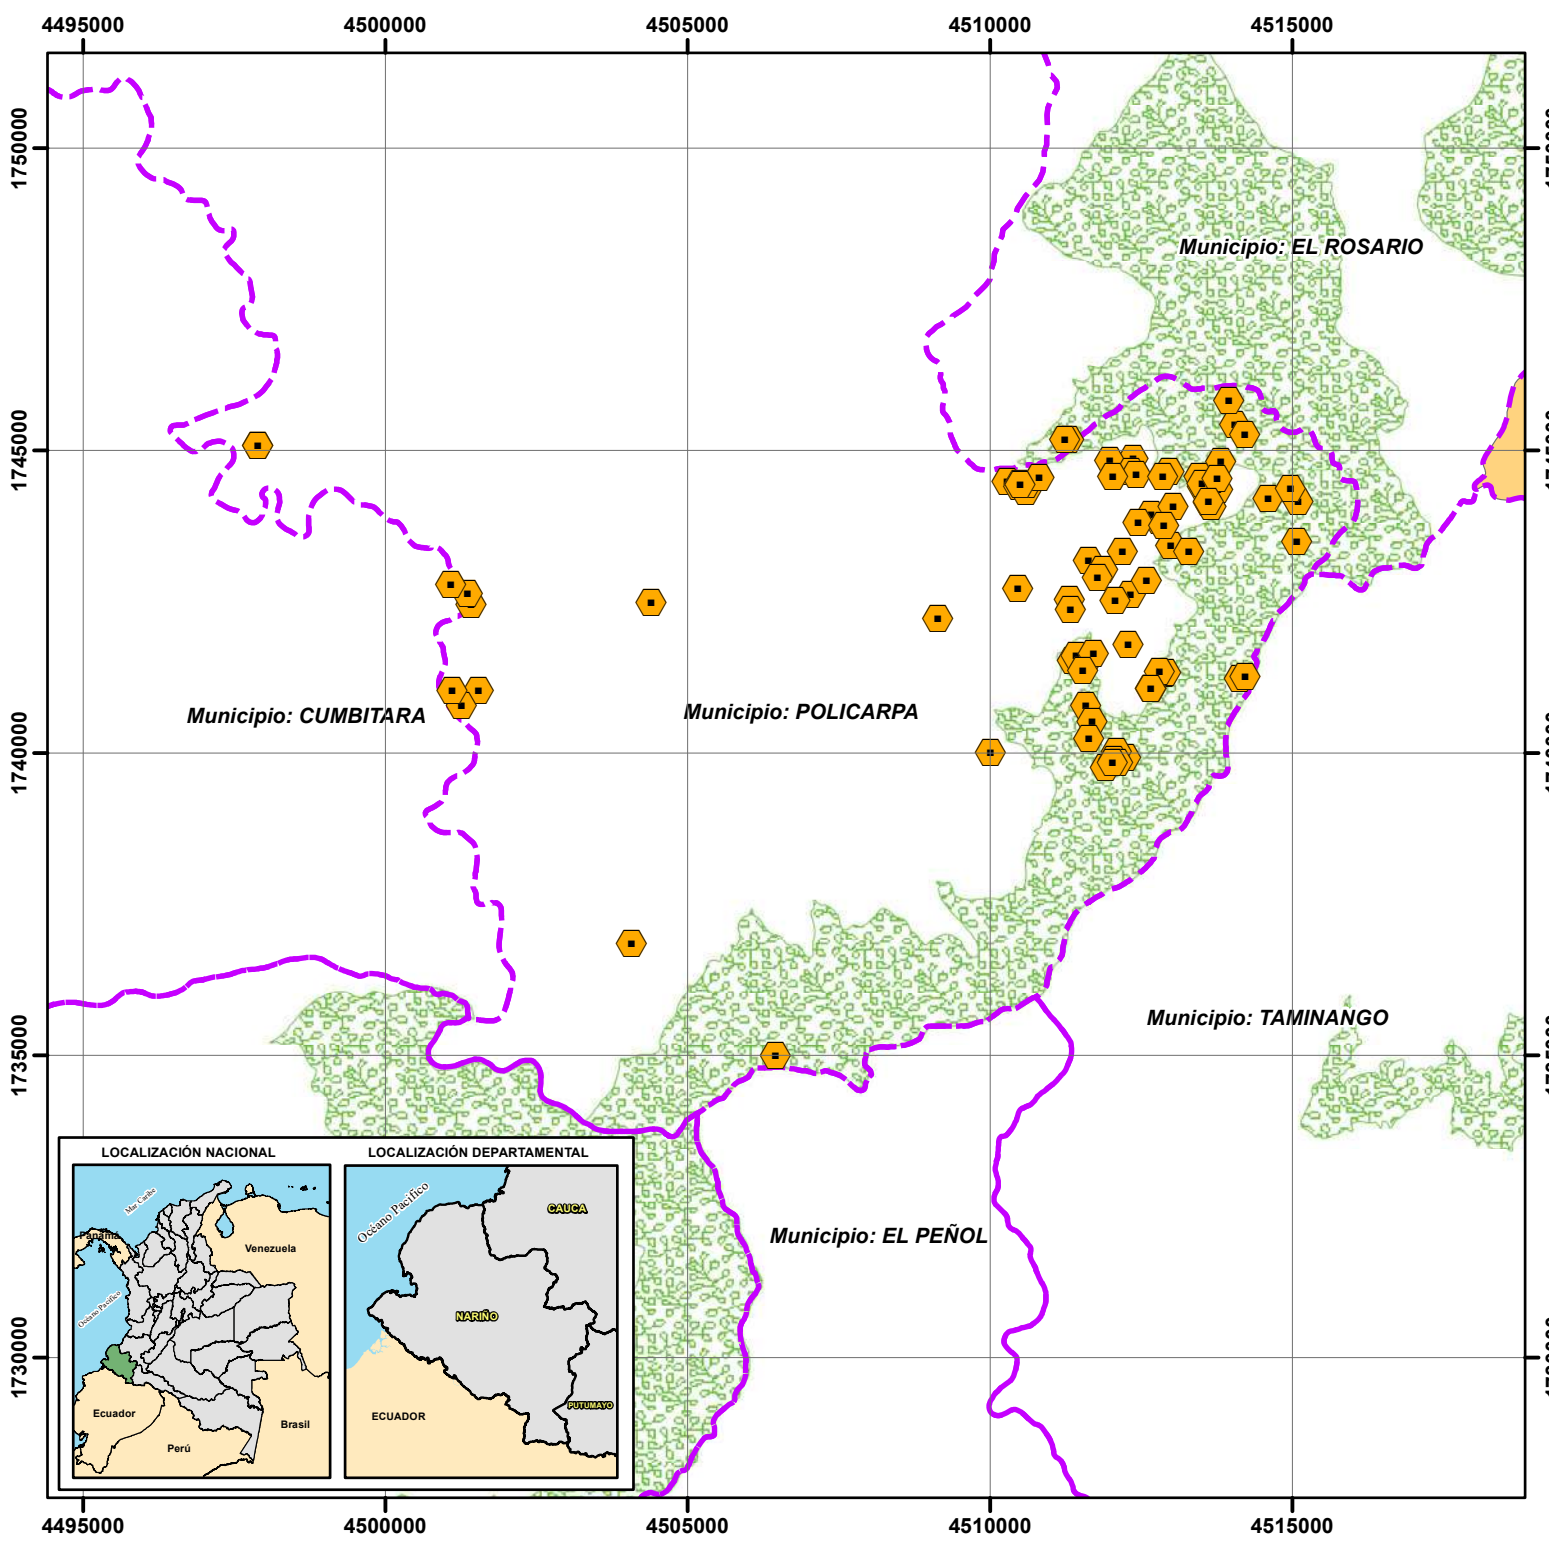 4495000 4500000 4505000 4510000 4515000
1750000
Municipio: EL ROSARIO
1745000
Municipio: CUMBITARA
Municipio: POLICARPA
1740000
Municipio: TAMINANGO
1735000
Municipio: EL PEÑOL
1730000
LOCALIZACIÓN NACIONAL
Mar Caribe
Panamá
Venezuela
Océano Pacífico
Ecuador
Brasil
Perú
LOCALIZACIÓN DEPARTAMENTAL
Océano Pacífico
CAUCA
NARIÑO
ECUADOR
PUTUMAYO
4495000 4500000 4505000 4510000 4515000